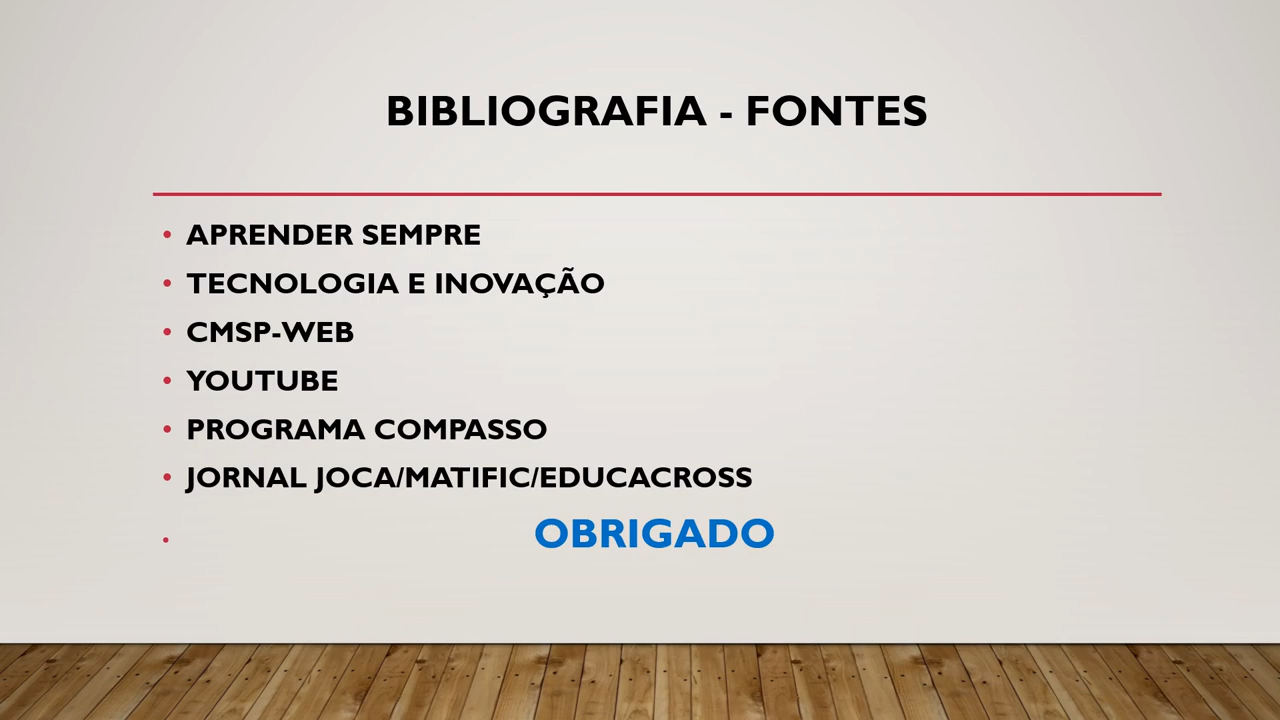 BIBLIOGRAFIA - FONTES
• APRENDER SEMPRE
• TECNOLOGIA E INOVAÇÃO
• CMSP-WEB
• YOUTUBE
• PROGRAMA COMPASSO
• JORNAL JOCA/MATIFIC/EDUCACROSS
• OBRIGADO